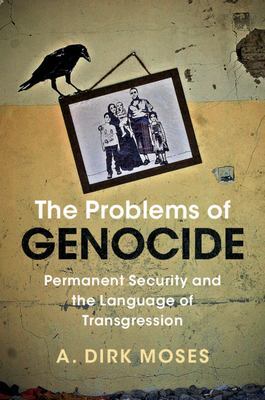 The Problems of
GENOCIDE
Permanent Security and
the Language of
Transgression
A. DIRK MOSES